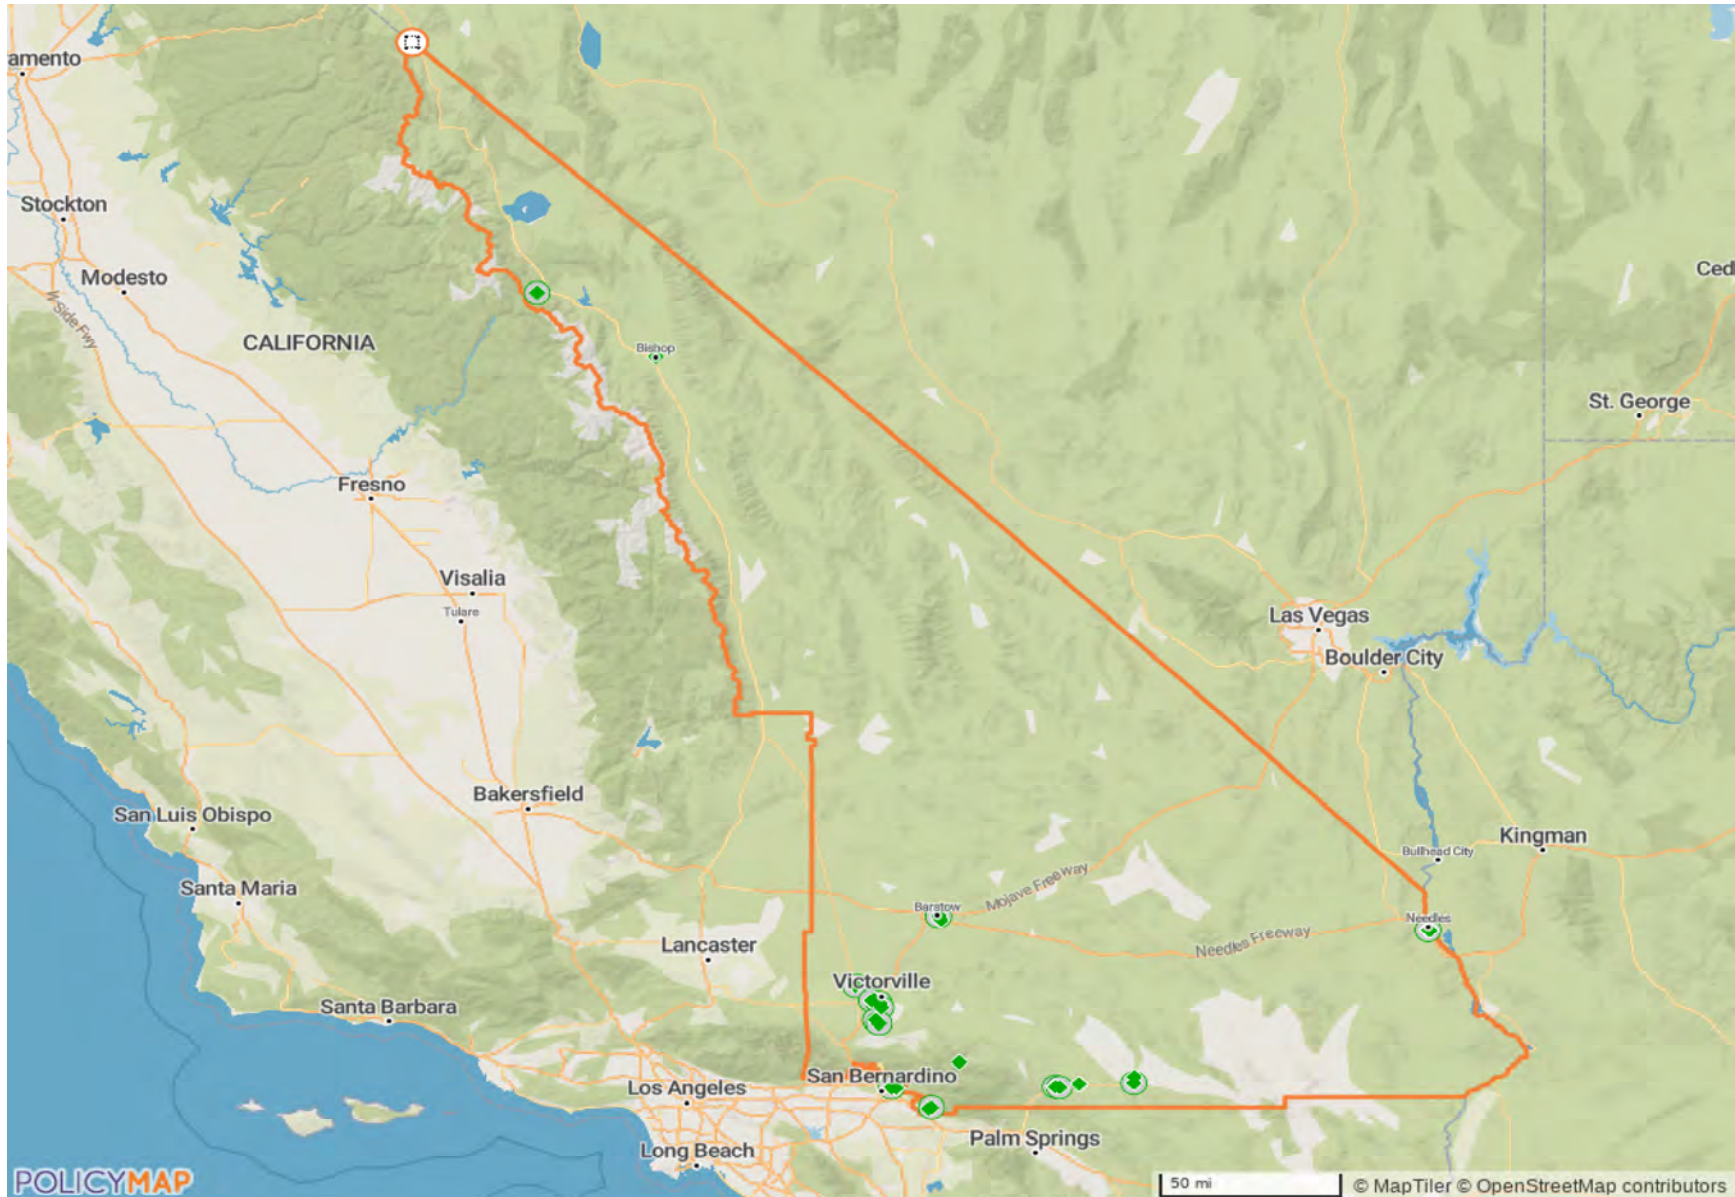 amento
Stockton
Modesto
W Side Fwy
CALIFORNIA
Bishop
Ced
St. George
Fresno
Visalia
Tulare
Las Vegas
Boulder City
Bakersfield
San Luis Obispo
Kingman
Bullhead City
Santa Maria
Mojave Freeway
Barstow
Needles
Needles Freeway
Lancaster
Victorville
Santa Barbara
San Bernardino
Los Angeles
Palm Springs
Long Beach
POLICYMAP
50 mi
© MapTiler © OpenStreetMap contributors